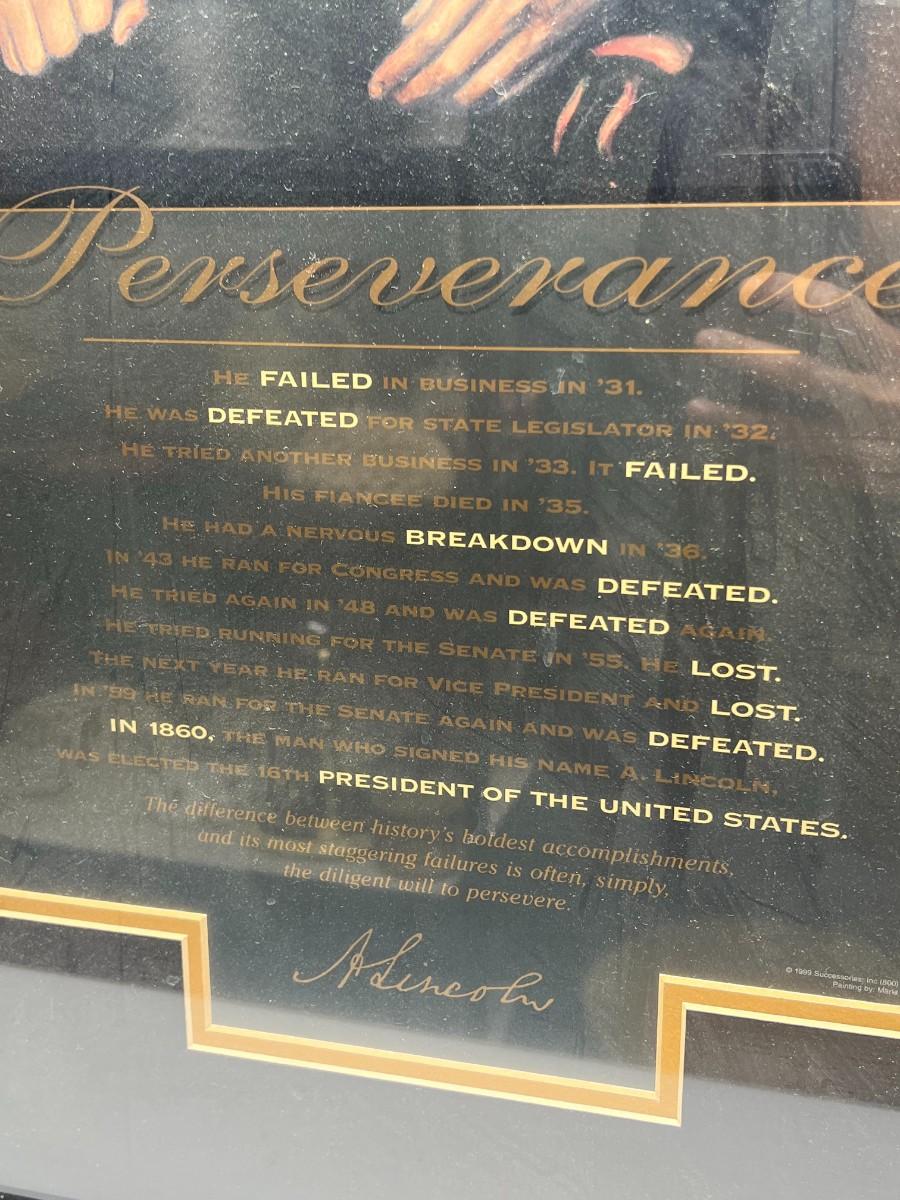 Perseverance
HE FAILED IN BUSINESS IN '31.
HE WAS DEFEATED FOR STATE LEGISLATOR IN '32.
HE TRIED ANOTHER BUSINESS IN '33. IT FAILED.
HIS FIANCEE DIED IN '35.
HE HAD A NERVOUS BREAKDOWN IN '36.
IN '43 HE RAN FOR CONGRESS AND WAS DEFEATED.
HE TRIED AGAIN IN '48 AND WAS DEFEATED AGAIN.
HE TRIED RUNNING FOR THE SENATE IN '55. HE LOST.
THE NEXT YEAR HE RAN FOR VICE PRESIDENT AND LOST.
IN '59 HE RAN FOR THE SENATE AGAIN AND WAS DEFEATED.
IN 1860, THE MAN WHO SIGNED HIS NAME A. LINCOLN,
WAS ELECTED THE 16TH PRESIDENT OF THE UNITED STATES.
The difference between history's boldest accomplishments,
and its most staggering failures is often, simply,
the diligent will to persevere.
A Lincoln
© 1999 Successories, Inc (800)
Painting by: Mark